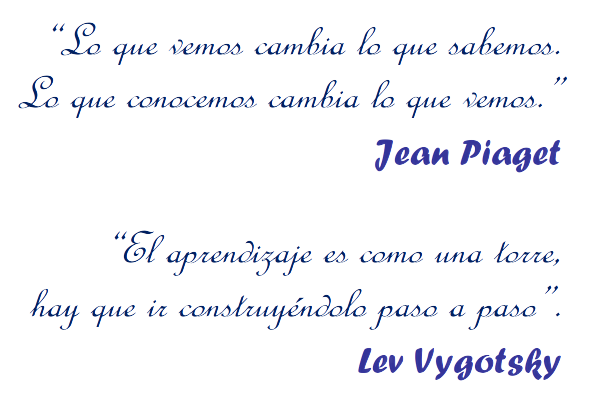 “Lo que vemos cambia lo que sabemos.
Lo que conocemos cambia lo que vemos.”
Jean Piaget
“El aprendizaje es como una torre,
hay que ir construyéndolo paso a paso”.
Lev Vygotsky